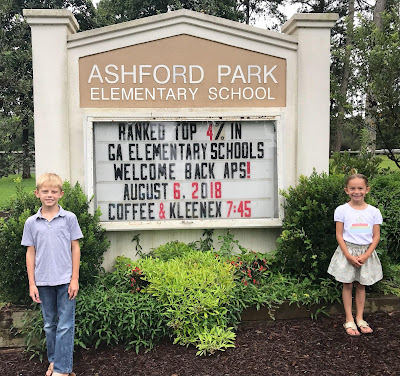 ASHFORD PARK
ELEMENTARY SCHOOL
RANKED TOP 4% IN
GA ELEMENTARY SCHOOLS
WELCOME BACK APS!
AUGUST 6, 2018
COFFEE & KLEENEX 7:45